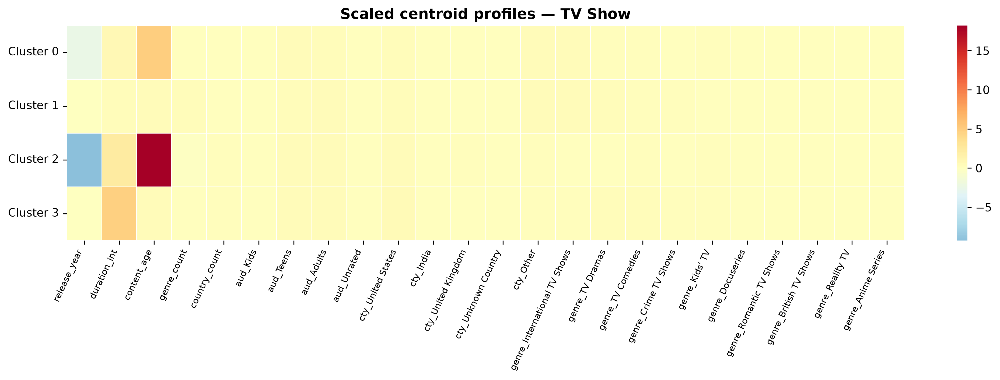 Scaled centroid profiles — TV Show
Cluster 0
Cluster 1
Cluster 2
Cluster 3
release_year
duration_int
content_age
genre_count
country_count
aud_Kids
aud_Teens
aud_Adults
aud_Unrated
cty_United States
cty_India
cty_United Kingdom
cty_Unknown Country
cty_Other
genre_International TV Shows
genre_TV Dramas
genre_TV Comedies
genre_Crime TV Shows
genre_Kids' TV
genre_Docuseries
genre_Romantic TV Shows
genre_British TV Shows
genre_Reality TV
genre_Anime Series
15
10
5
0
−5